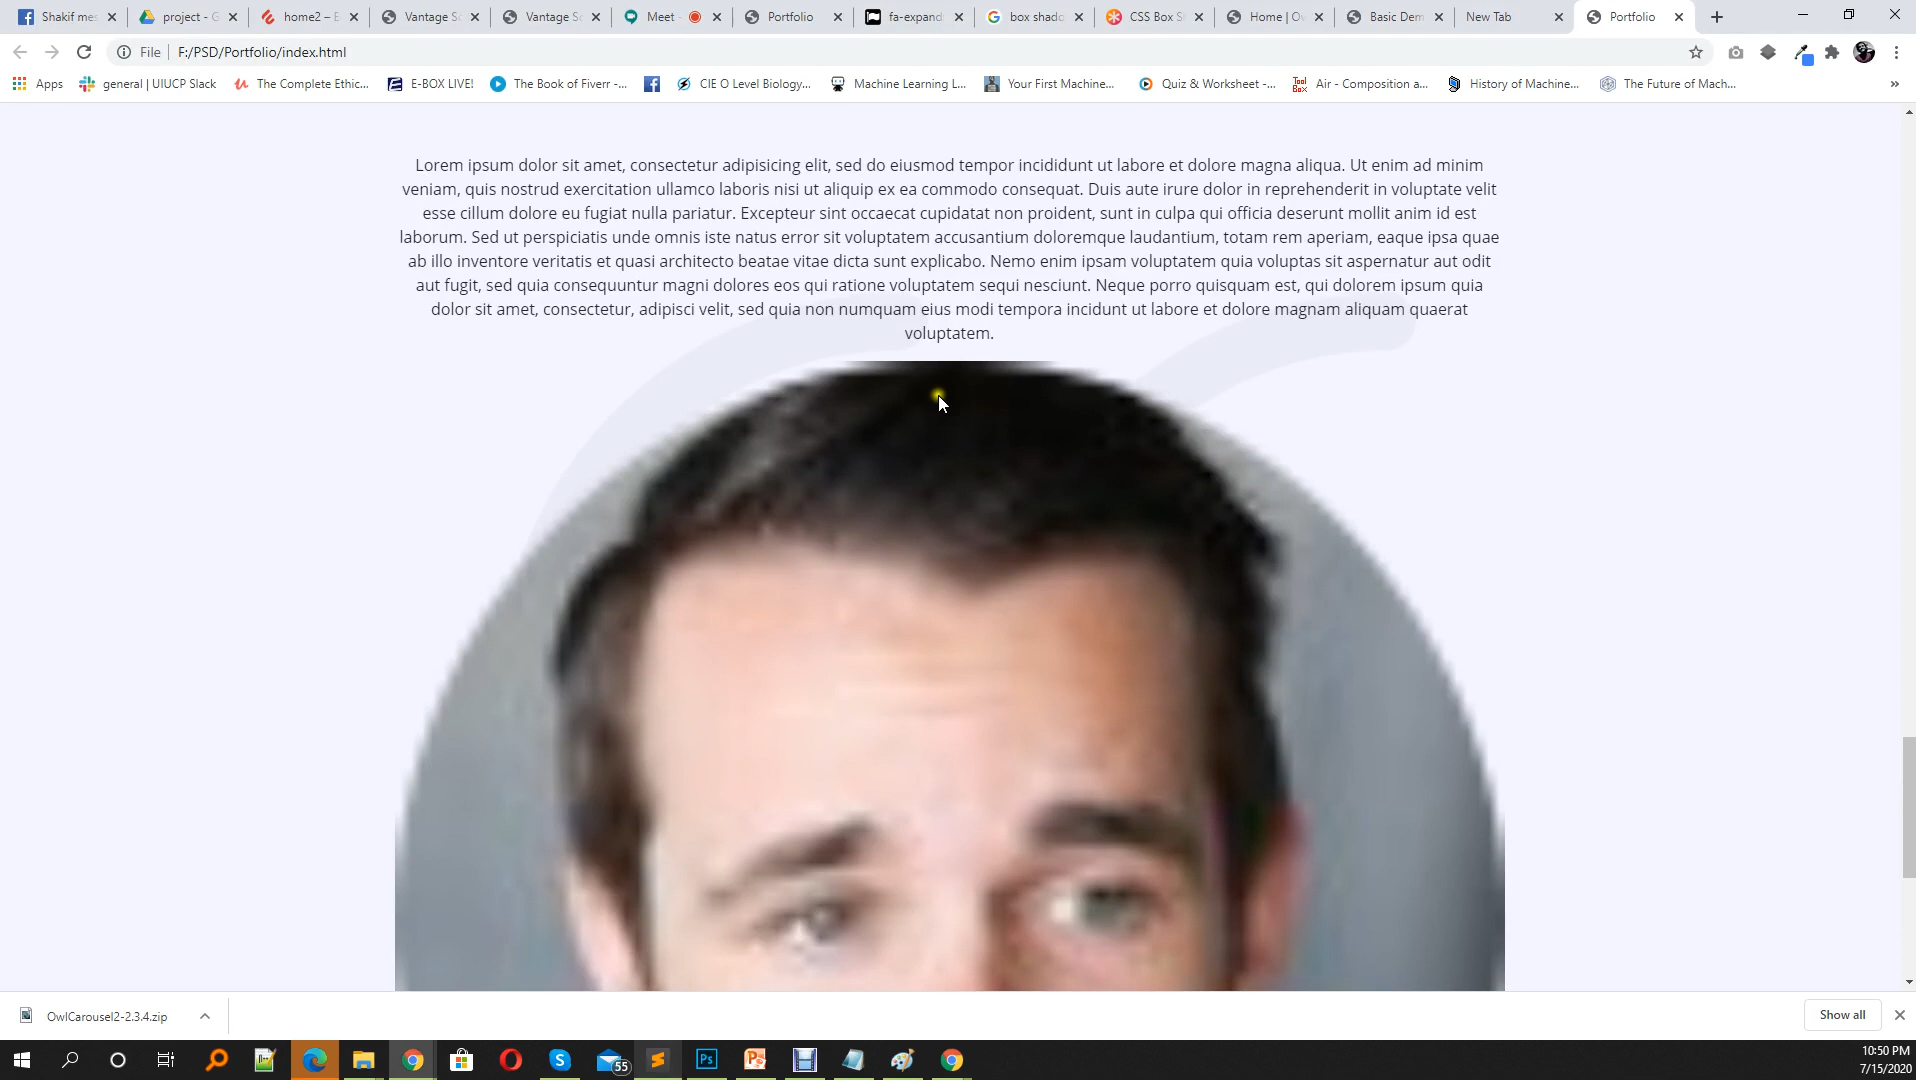 Shakif mes
project - G
home2 – E
Vantage Sc
Vantage Sc
Meet
Portfolio
fa-expand
box shado
CSS Box S
Home | Ow
Basic Dem
New Tab
Portfolio
File F:/PSD/Portfolio/index.html
Apps
general | UIUCP Slack
The Complete Ethic...
E-BOX LIVE!
The Book of Fiverr -...
CIE O Level Biology...
Machine Learning L...
Your First Machine...
Quiz & Worksheet -...
Tool Box
Air - Composition a...
History of Machine...
The Future of Mach...
Lorem ipsum dolor sit amet, consectetur adipisicing elit, sed do eiusmod tempor incididunt ut labore et dolore magna aliqua. Ut enim ad minim
veniam, quis nostrud exercitation ullamco laboris nisi ut aliquip ex ea commodo consequat. Duis aute irure dolor in reprehenderit in voluptate velit
esse cillum dolore eu fugiat nulla pariatur. Excepteur sint occaecat cupidatat non proident, sunt in culpa qui officia deserunt mollit anim id est
laborum. Sed ut perspiciatis unde omnis iste natus error sit voluptatem accusantium doloremque laudantium, totam rem aperiam, eaque ipsa quae
ab illo inventore veritatis et quasi architecto beatae vitae dicta sunt explicabo. Nemo enim ipsam voluptatem quia voluptas sit aspernatur aut odit
aut fugit, sed quia consequuntur magni dolores eos qui ratione voluptatem sequi nesciunt. Neque porro quisquam est, qui dolorem ipsum quia
dolor sit amet, consectetur, adipisci velit, sed quia non numquam eius modi tempora incidunt ut labore et dolore magnam aliquam quaerat
voluptatem.
OwlCarousel2-2.3.4.zip
Show all
55
Ps
10:50 PM
7/15/2020